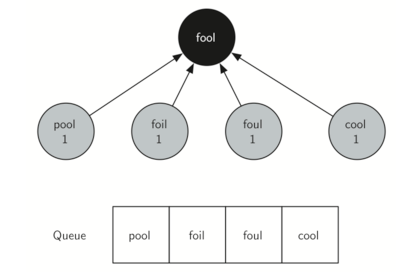 fool
pool foil foul cool
1 1 1 1
Queue pool foil foul cool